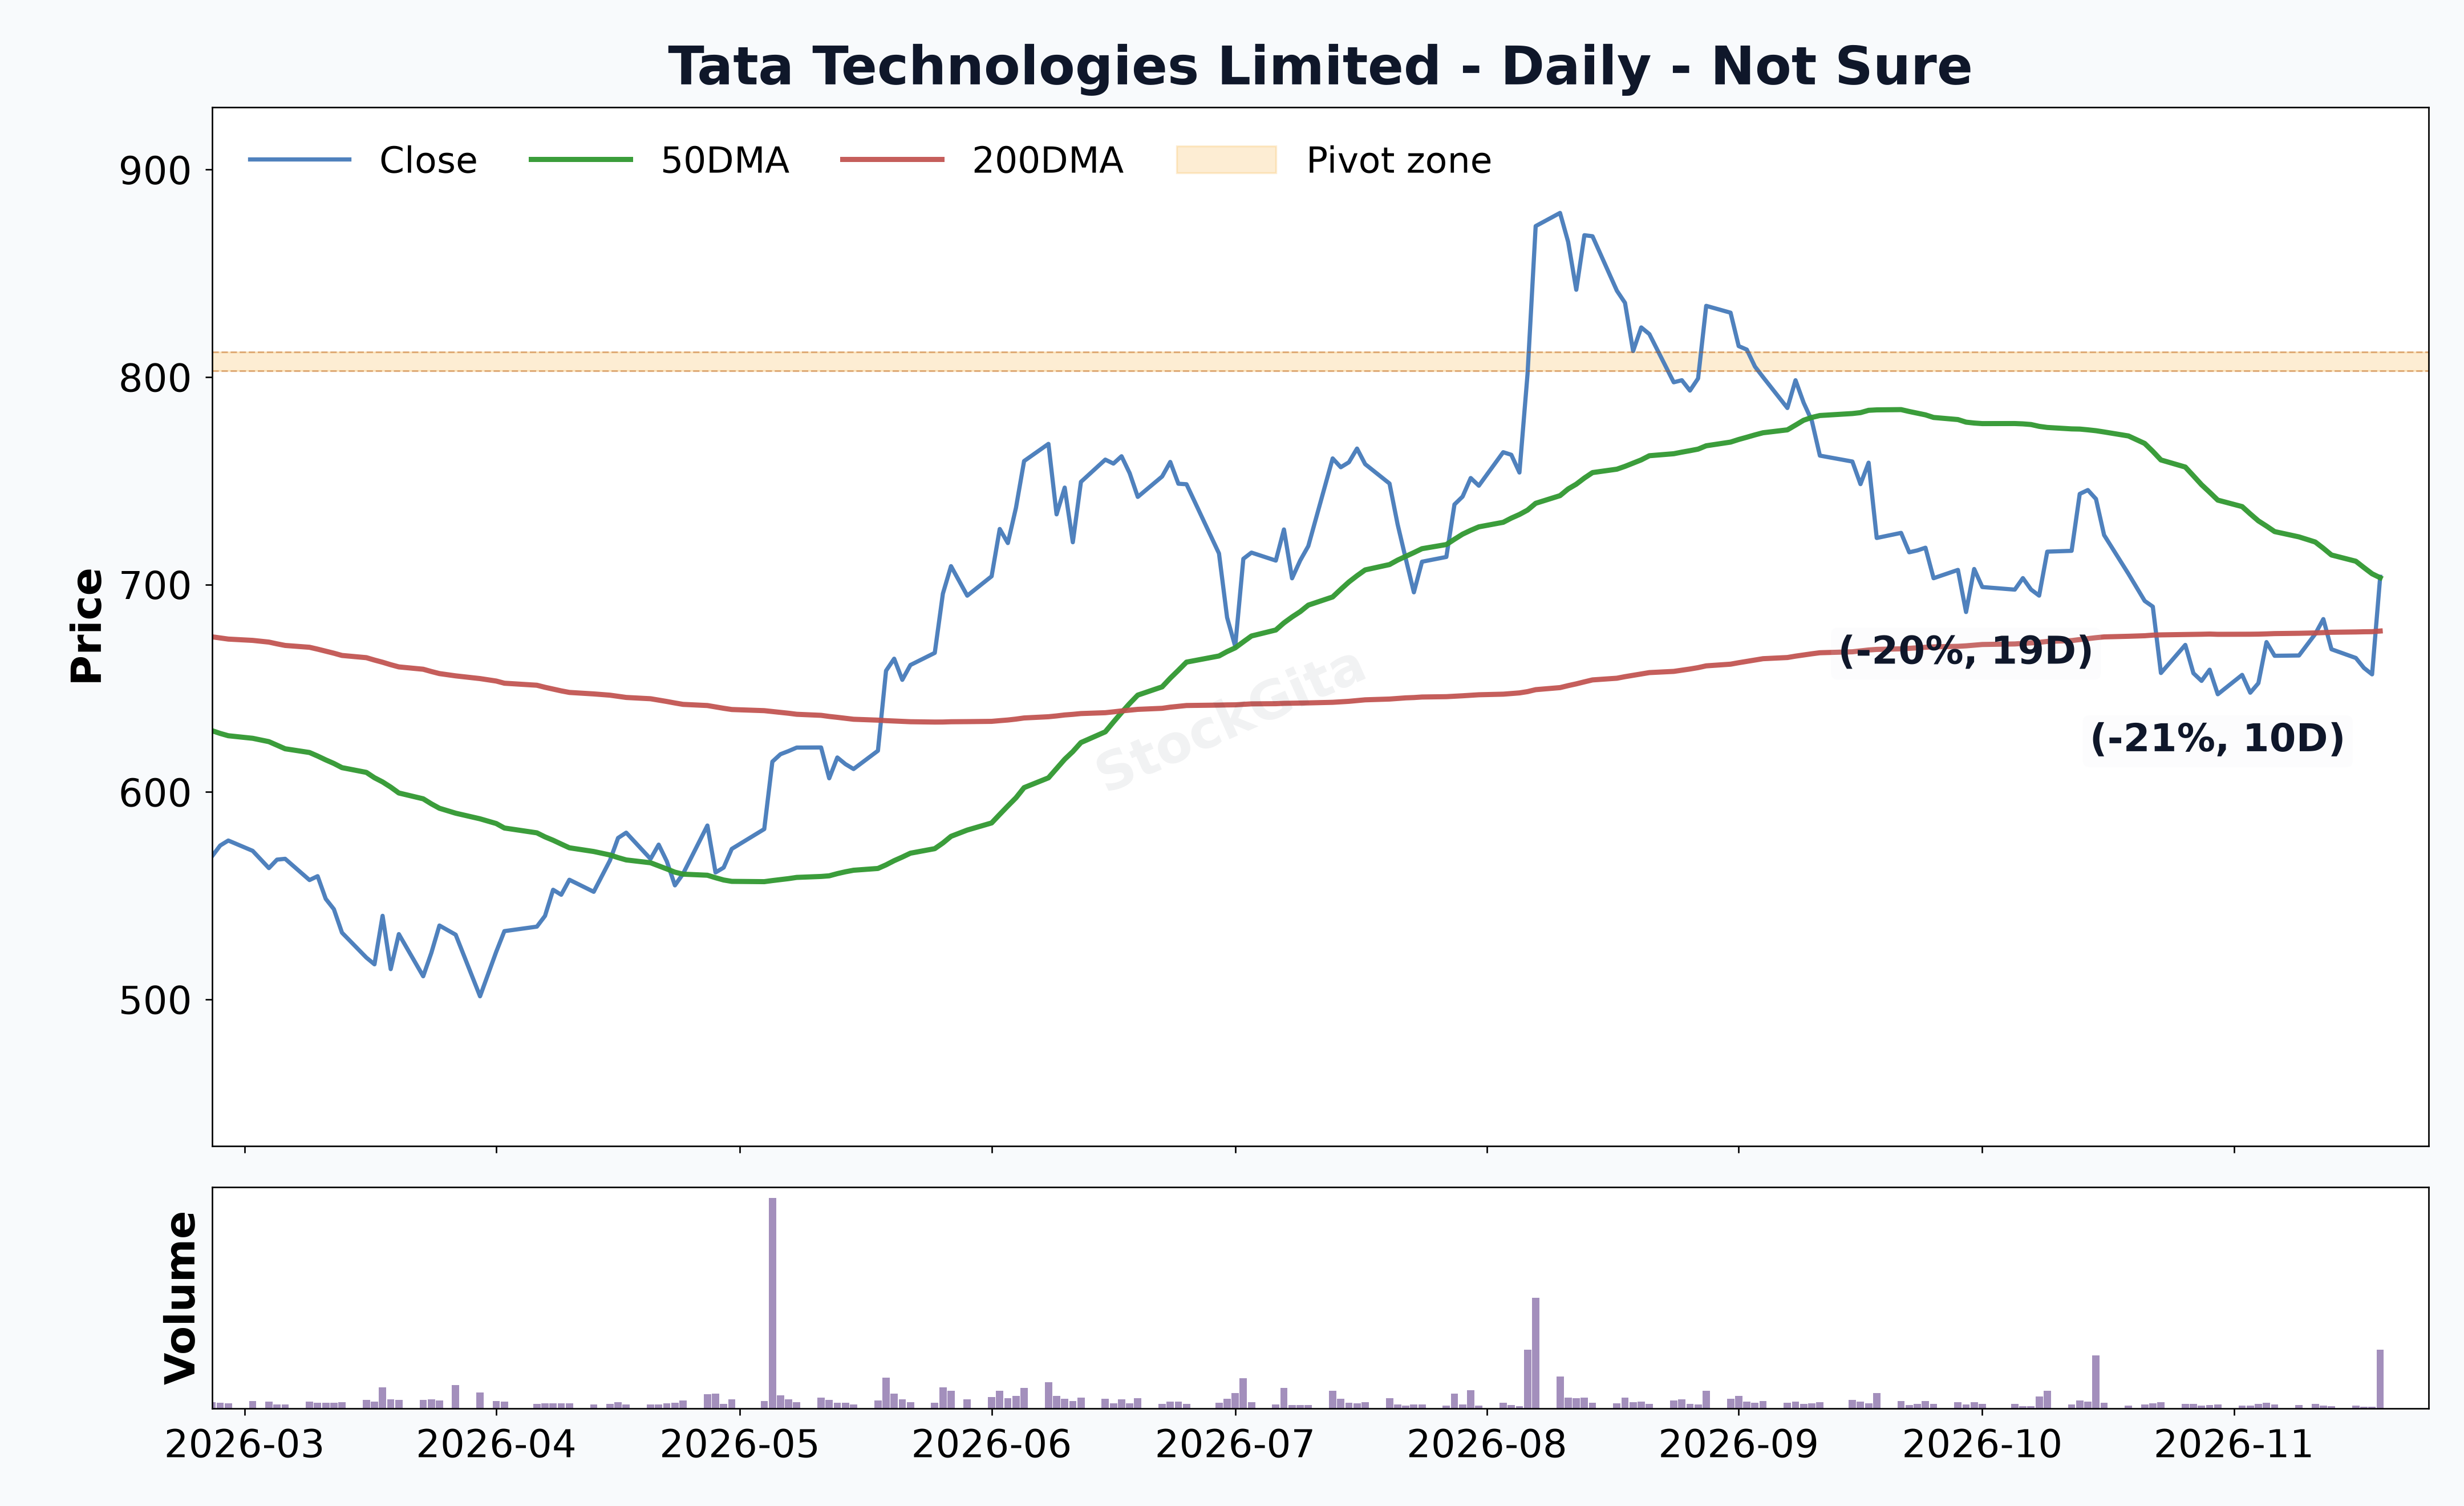 Tata Technologies Limited - Daily - Not Sure
Close 50DMA 200DMA Pivot zone
900
800
700
600
500
Price
(-20%, 19D)
(-21%, 10D)
StockGita
Volume
2026-03 2026-04 2026-05 2026-06 2026-07 2026-08 2026-09 2026-10 2026-11